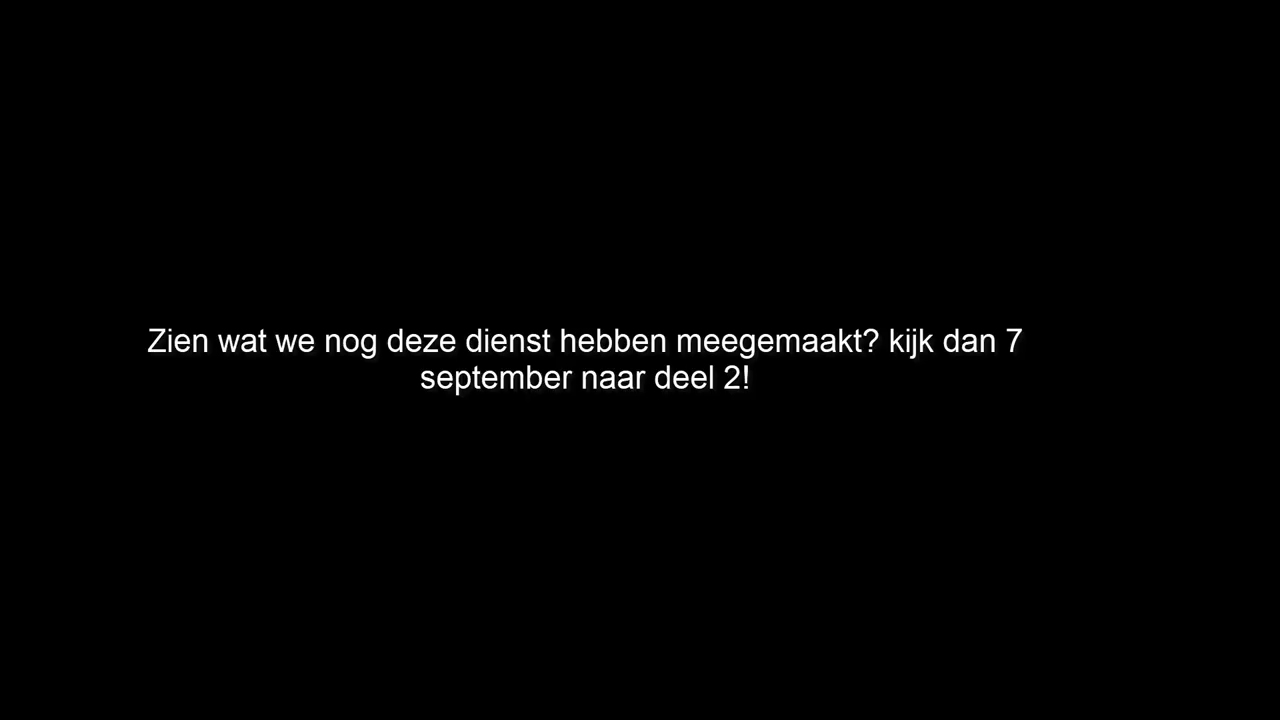 Zien wat we nog deze dienst hebben meegemaakt? kijk dan 7
september naar deel 2!